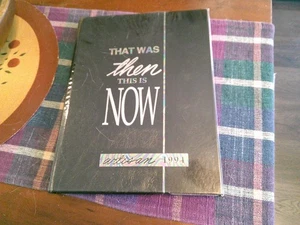 THAT WAS
then
THIS IS
NOW
1994